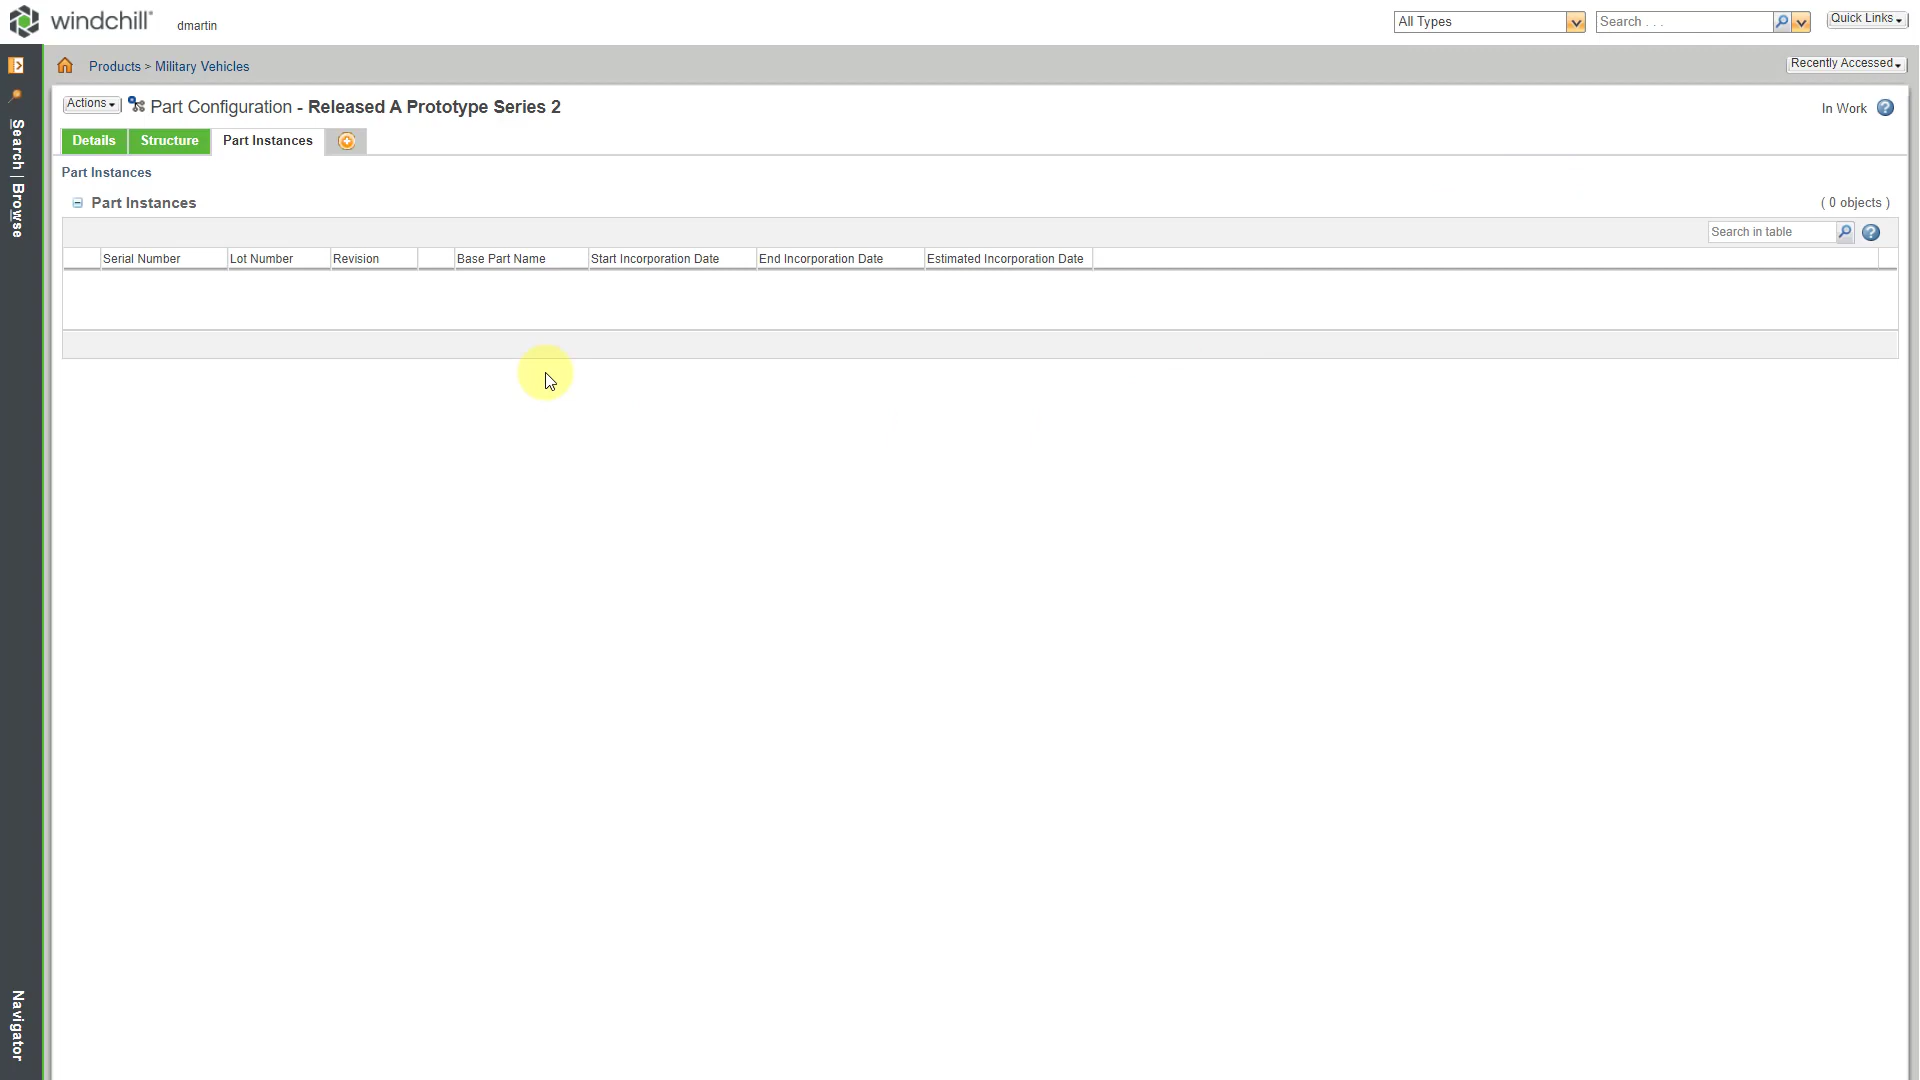 windchill®
dmartin
All Types
Search . . .
Quick Links
Products > Military Vehicles
Recently Accessed
Actions
Part Configuration - Released A Prototype Series 2
In Work
Details
Structure
Part Instances
Part Instances
Part Instances
( 0 objects )
Search in table
Serial Number
Lot Number
Revision
Base Part Name
Start Incorporation Date
End Incorporation Date
Estimated Incorporation Date
Search | Browse
Navigator